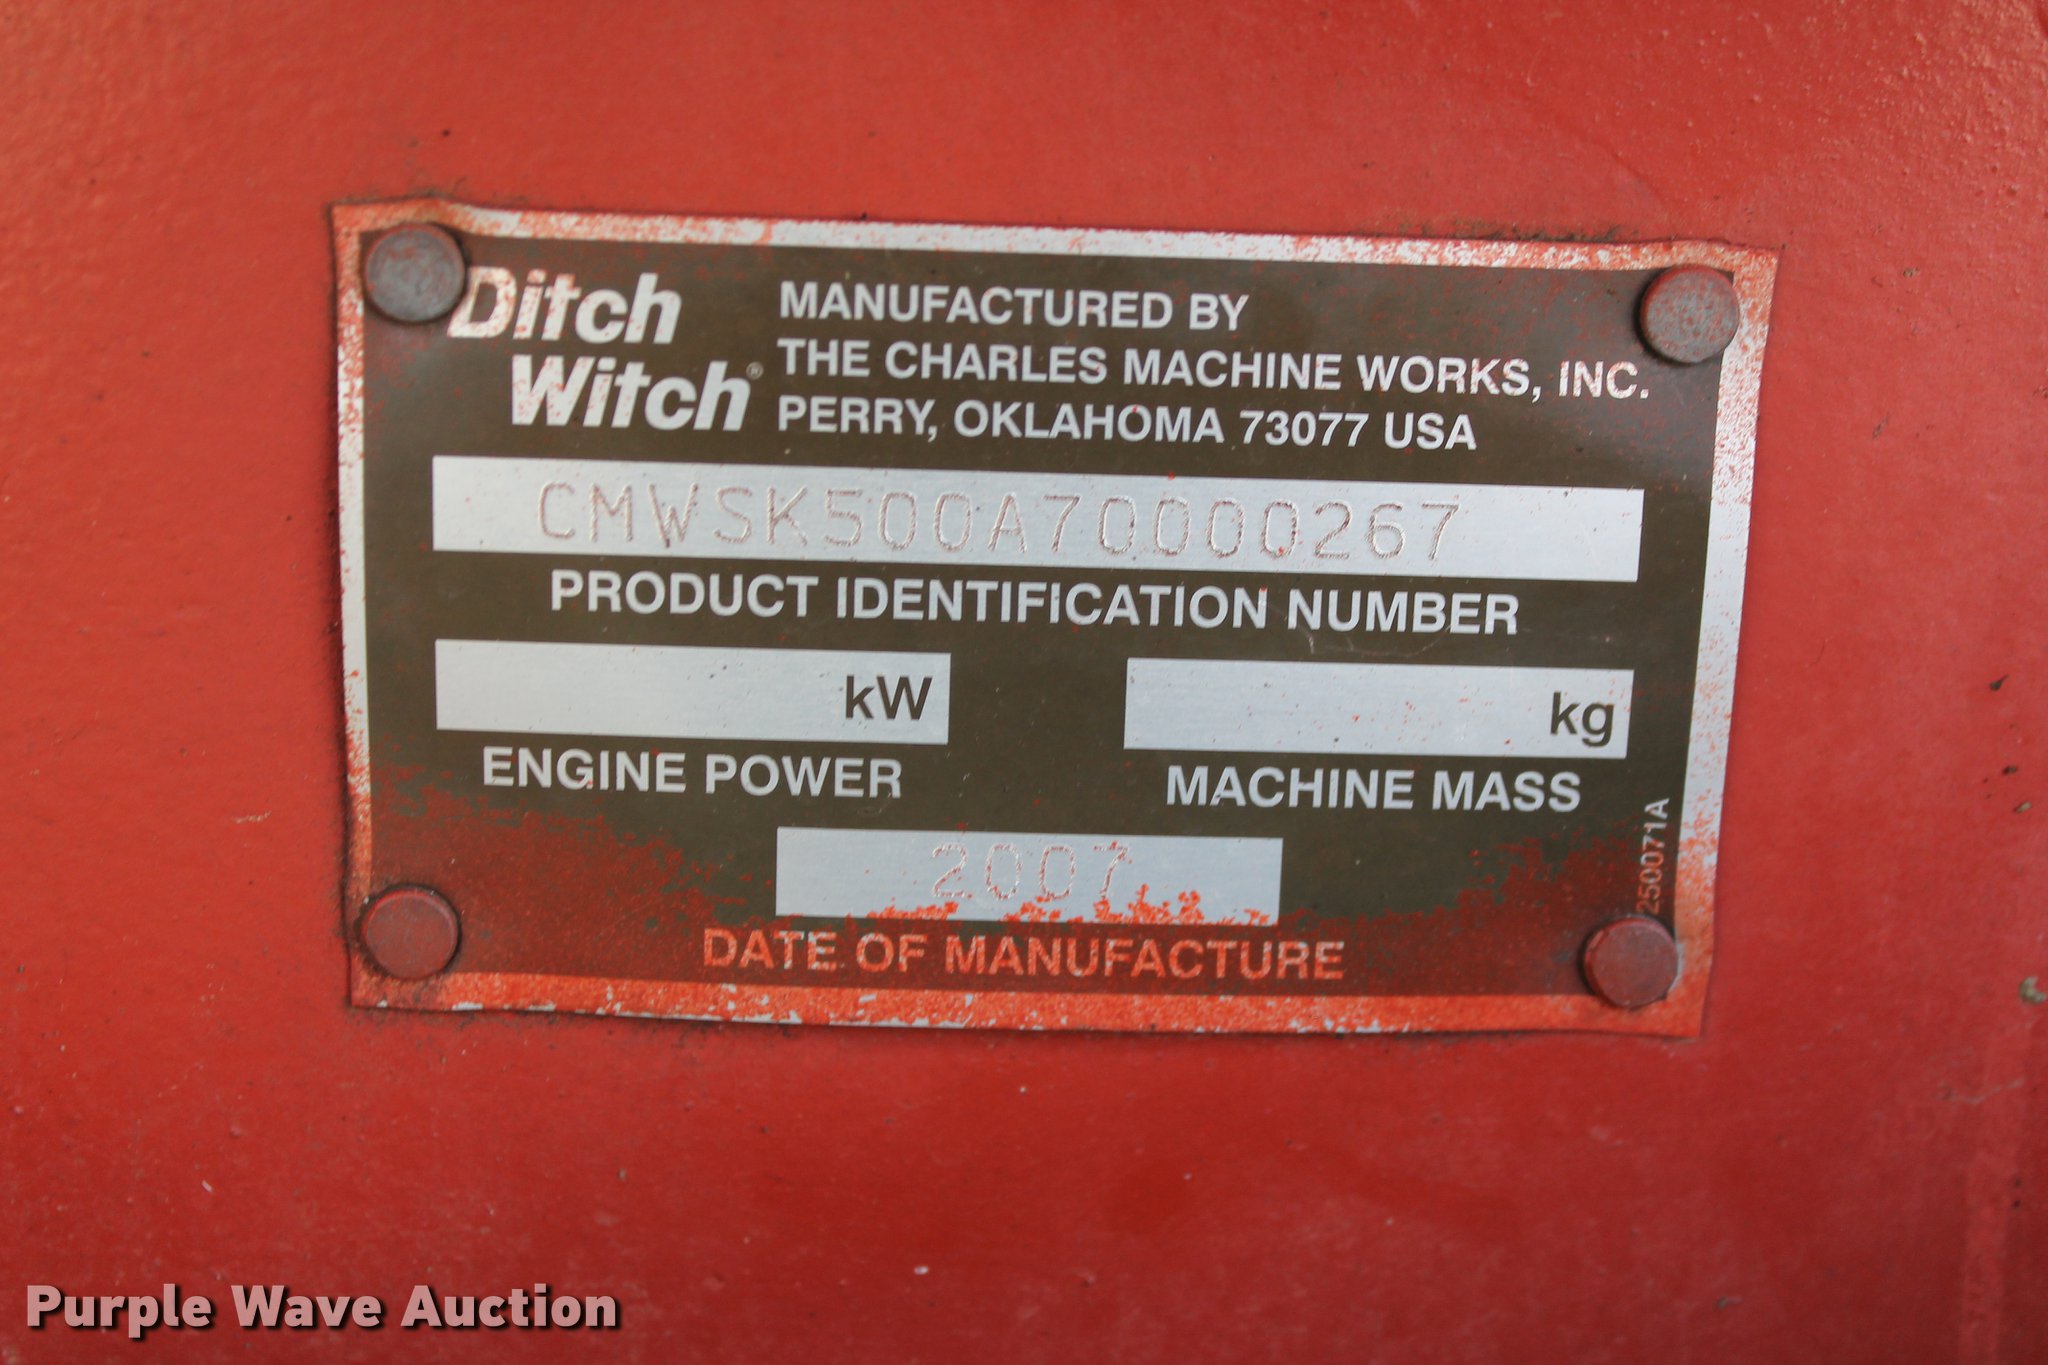 Ditch
Witch®
MANUFACTURED BY
THE CHARLES MACHINE WORKS, INC.
PERRY, OKLAHOMA 73077 USA
CMWSK500A70000267
PRODUCT IDENTIFICATION NUMBER
kW
ENGINE POWER
kg
MACHINE MASS
2007
DATE OF MANUFACTURE
250071A
Purple Wave Auction